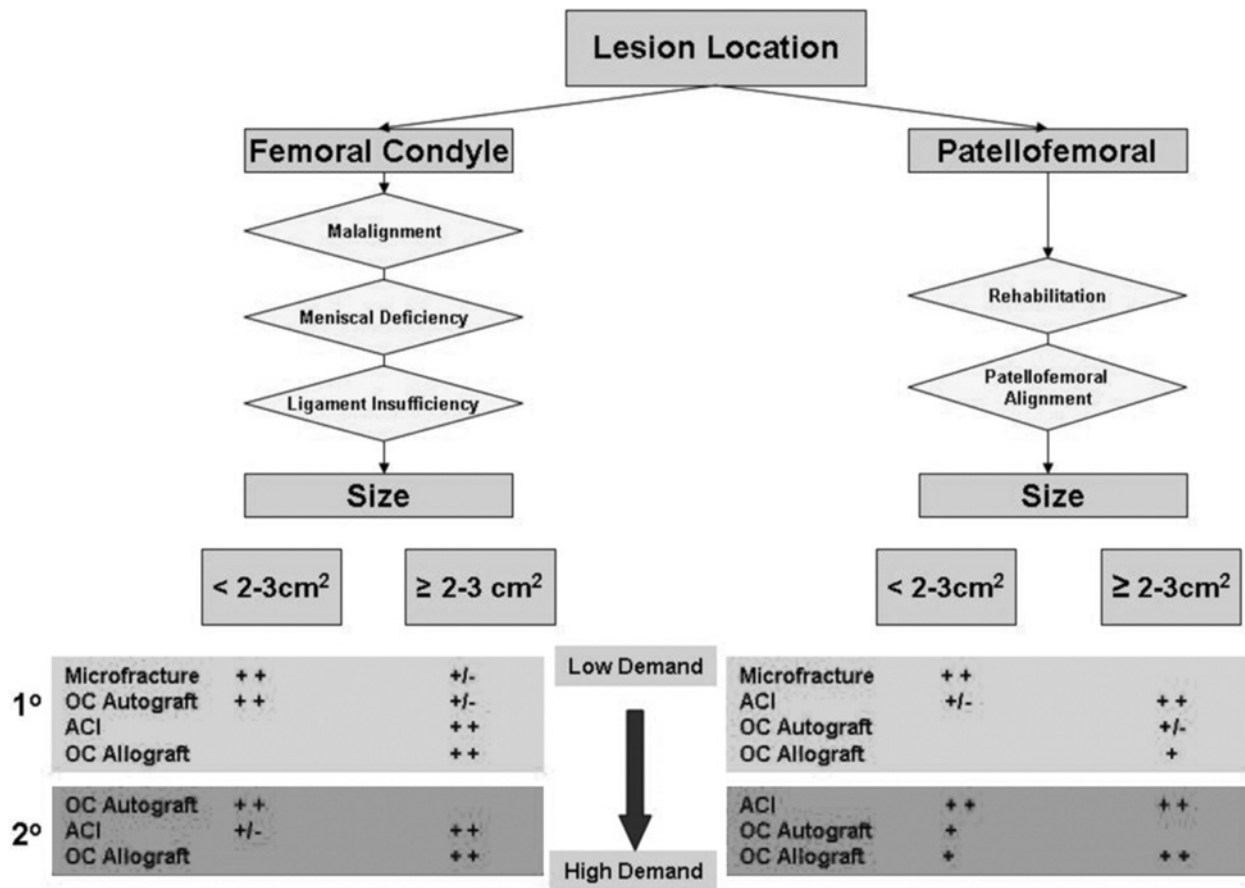 Lesion Location
Femoral Condyle
Patellofemoral
Malalignment
Meniscal Deficiency
Ligament Insufficiency
Rehabilitation
Patellofemoral
Alignment
Size
Size
< 2-3cm²
≥ 2-3 cm²
< 2-3cm²
≥ 2-3cm²
1º
Microfracture ++ +/-
OC Autograft ++ +/-
ACI ++
OC Allograft ++
Low Demand
Microfracture ++
ACI +/- ++
OC Autograft +/-
OC Allograft +
2º
OC Autograft ++
ACI +/- ++
OC Allograft ++
High Demand
ACI ++ ++
OC Autograft +
OC Allograft + ++